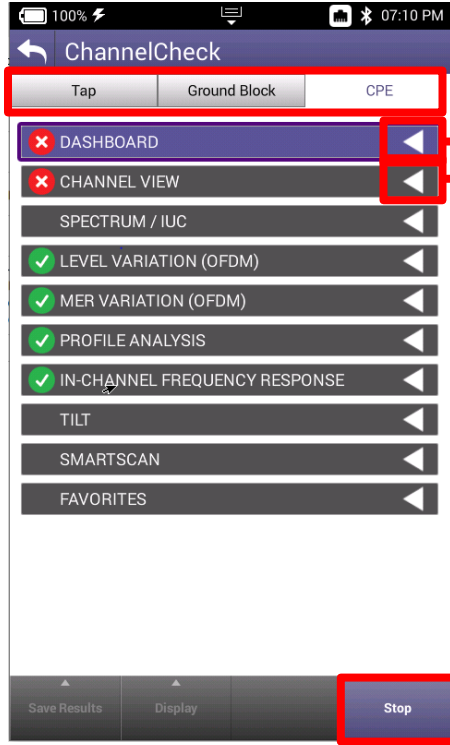 100% 07:10 PM
ChannelCheck
Tap Ground Block CPE
DASHBOARD
CHANNEL VIEW
SPECTRUM / IUC
LEVEL VARIATION (OFDM)
MER VARIATION (OFDM)
PROFILE ANALYSIS
IN-CHANNEL FREQUENCY RESPONSE
TILT
SMARTSCAN
FAVORITES
Save Results Display Stop